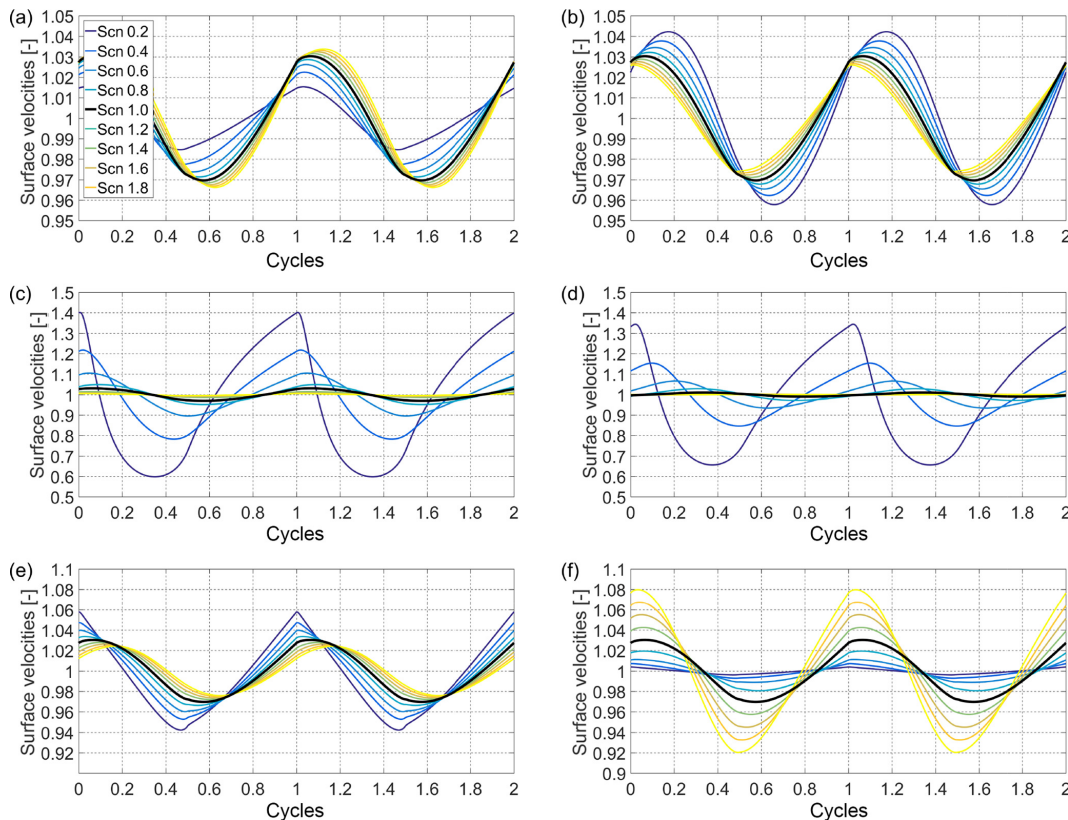 (a)
Surface velocities [-]
1.05
1.04
1.03
1.02
1.01
1
0.99
0.98
0.97
0.96
0.95
Scn 0.2
Scn 0.4
Scn 0.6
Scn 0.8
Scn 1.0
Scn 1.2
Scn 1.4
Scn 1.6
Scn 1.8
0 0.2 0.4 0.6 0.8 1 1.2 1.4 1.6 1.8 2
Cycles
(b)
Surface velocities [-]
1.05
1.04
1.03
1.02
1.01
1
0.99
0.98
0.97
0.96
0.95
0 0.2 0.4 0.6 0.8 1 1.2 1.4 1.6 1.8 2
Cycles
(c)
Surface velocities [-]
1.5
1.4
1.3
1.2
1.1
1
0.9
0.8
0.7
0.6
0.5
0 0.2 0.4 0.6 0.8 1 1.2 1.4 1.6 1.8 2
Cycles
(d)
Surface velocities [-]
1.5
1.4
1.3
1.2
1.1
1
0.9
0.8
0.7
0.6
0.5
0 0.2 0.4 0.6 0.8 1 1.2 1.4 1.6 1.8 2
Cycles
(e)
Surface velocities [-]
1.1
1.08
1.06
1.04
1.02
1
0.98
0.96
0.94
0.92
0 0.2 0.4 0.6 0.8 1 1.2 1.4 1.6 1.8 2
Cycles
(f)
Surface velocities [-]
1.1
1.08
1.06
1.04
1.02
1
0.98
0.96
0.94
0.92
0.9
0 0.2 0.4 0.6 0.8 1 1.2 1.4 1.6 1.8 2
Cycles